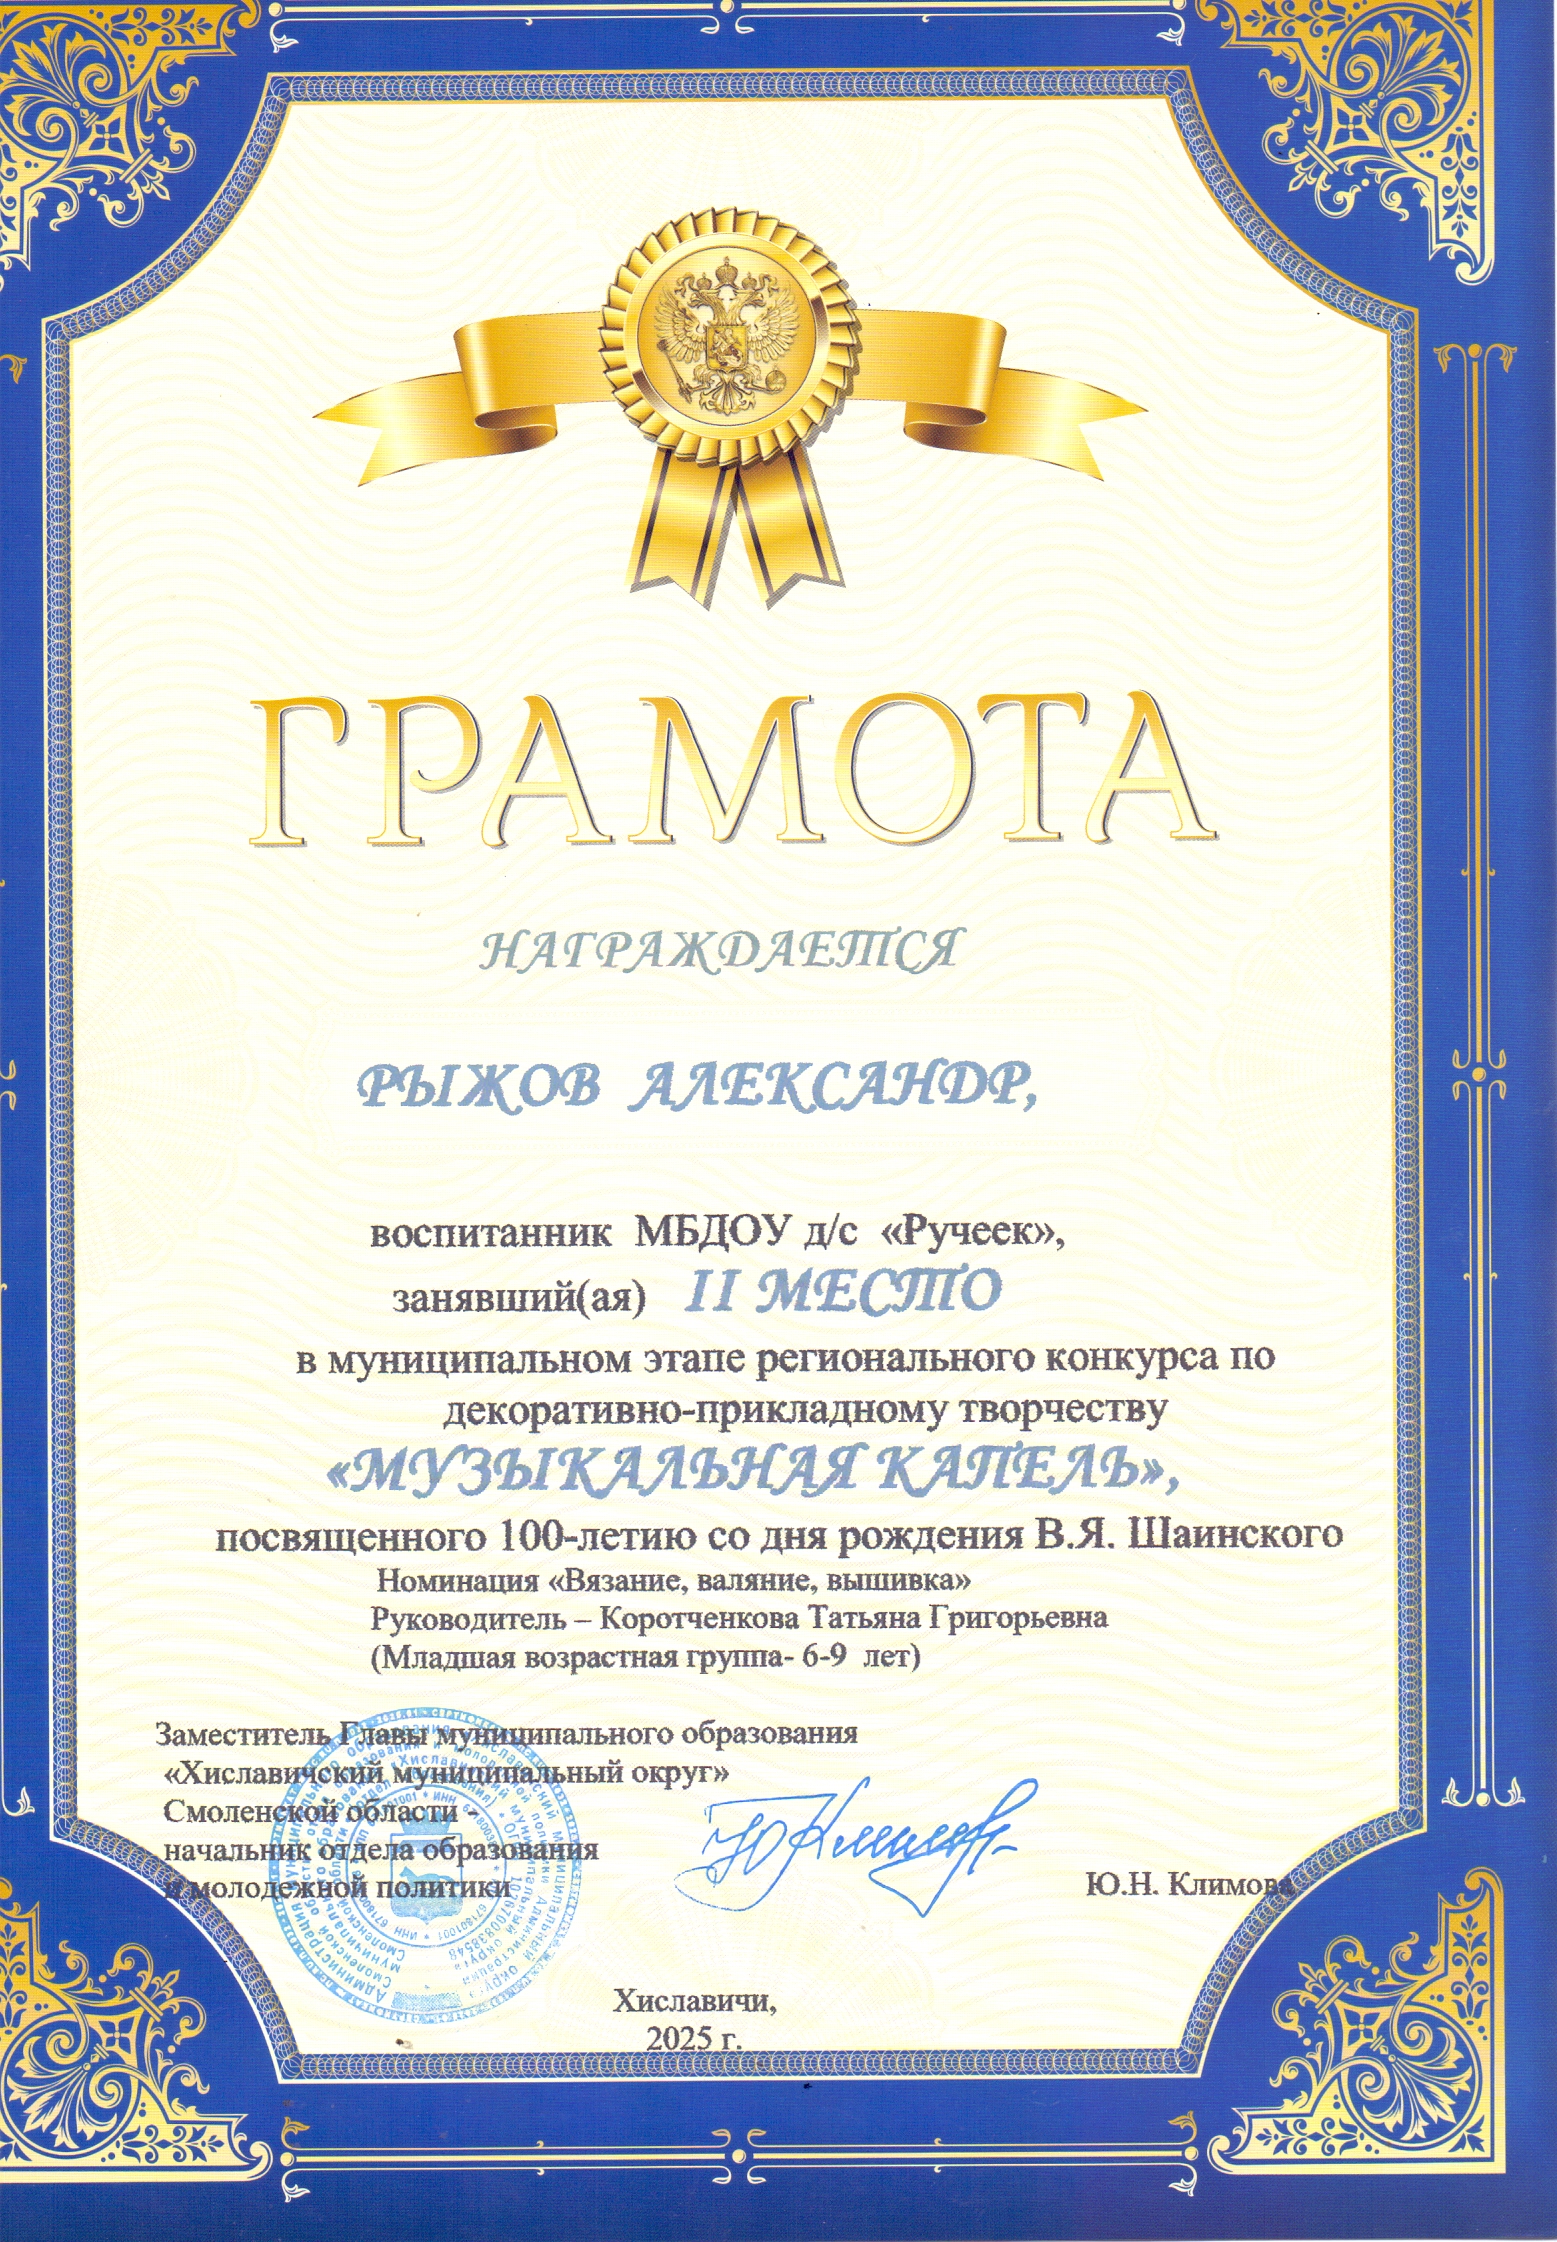 ГРАМОТА
НАГРАЖДАЕТСЯ
РЫЖОВ АЛЕКСАНДР,
воспитанник МБДОУ д/с «Ручеек»,
занявший(ая) II МЕСТО
в муниципальном этапе регионального конкурса по
декоративно-прикладному творчеству
«МУЗЫКАЛЬНАЯ КАПЕЛЬ»,
посвященного 100-летию со дня рождения В.Я. Шаинского
Номинация «Вязание, валяние, вышивка»
Руководитель – Коротченкова Татьяна Григорьевна
(Младшая возрастная группа- 6-9 лет)
Заместитель Главы муниципального образования
«Хиславичский муниципальный округ»
Смоленской области -
начальник отдела образования
и молодежной политики
Ю.Н. Климова
Хиславичи,
2025 г.